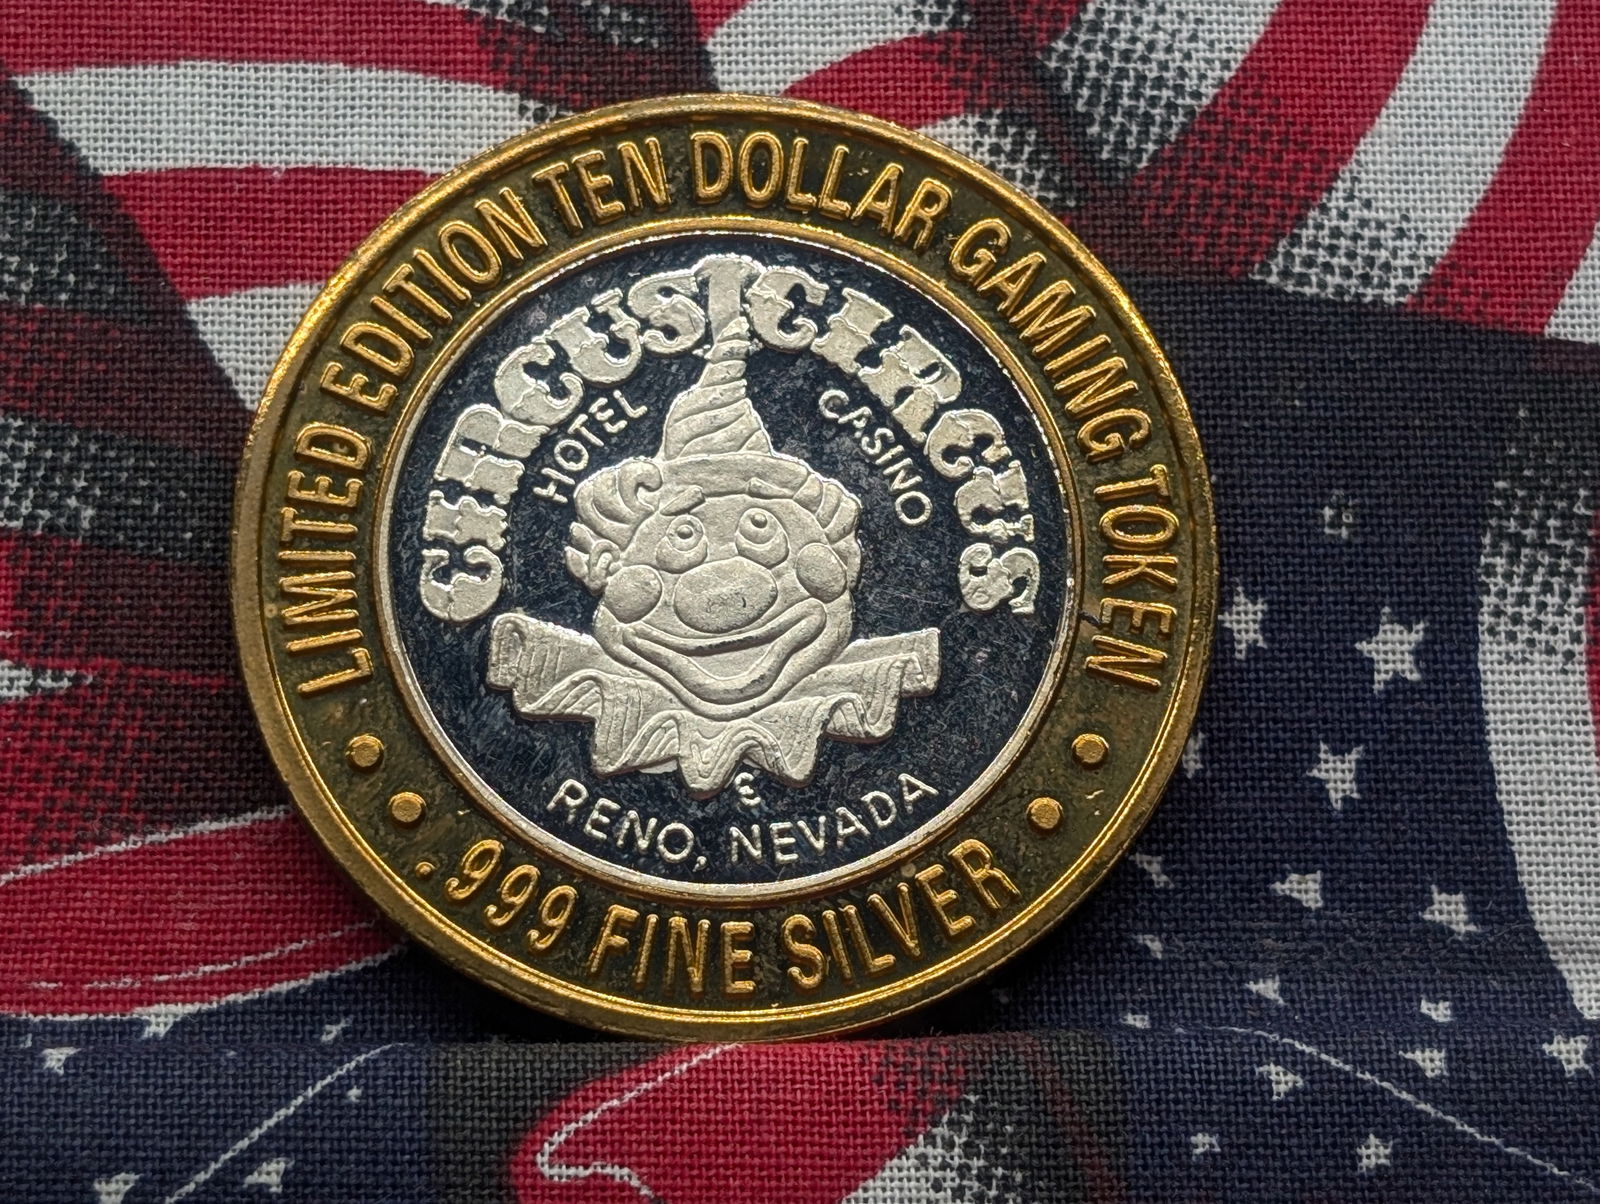 LIMITED EDITION TEN DOLLAR GAMING TOKEN
CIRCUS CIRCUS
HOTEL
CASINO
RENO, NEVADA
.999 FINE SILVER